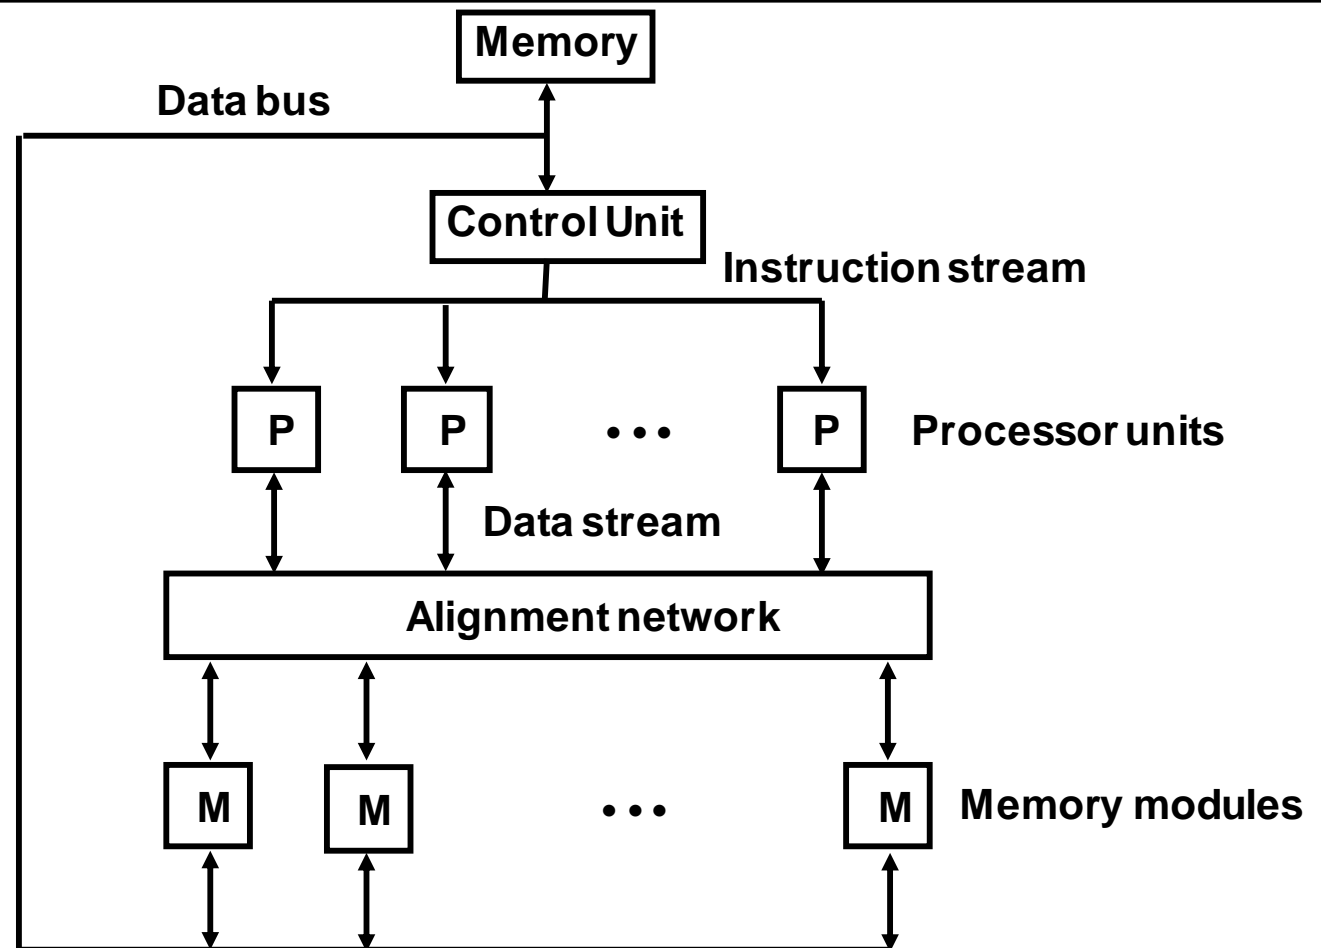 Memory
Data bus
Control Unit
Instruction stream
P P ••• P Processor units
Data stream
Alignment network
M M ••• M Memory modules